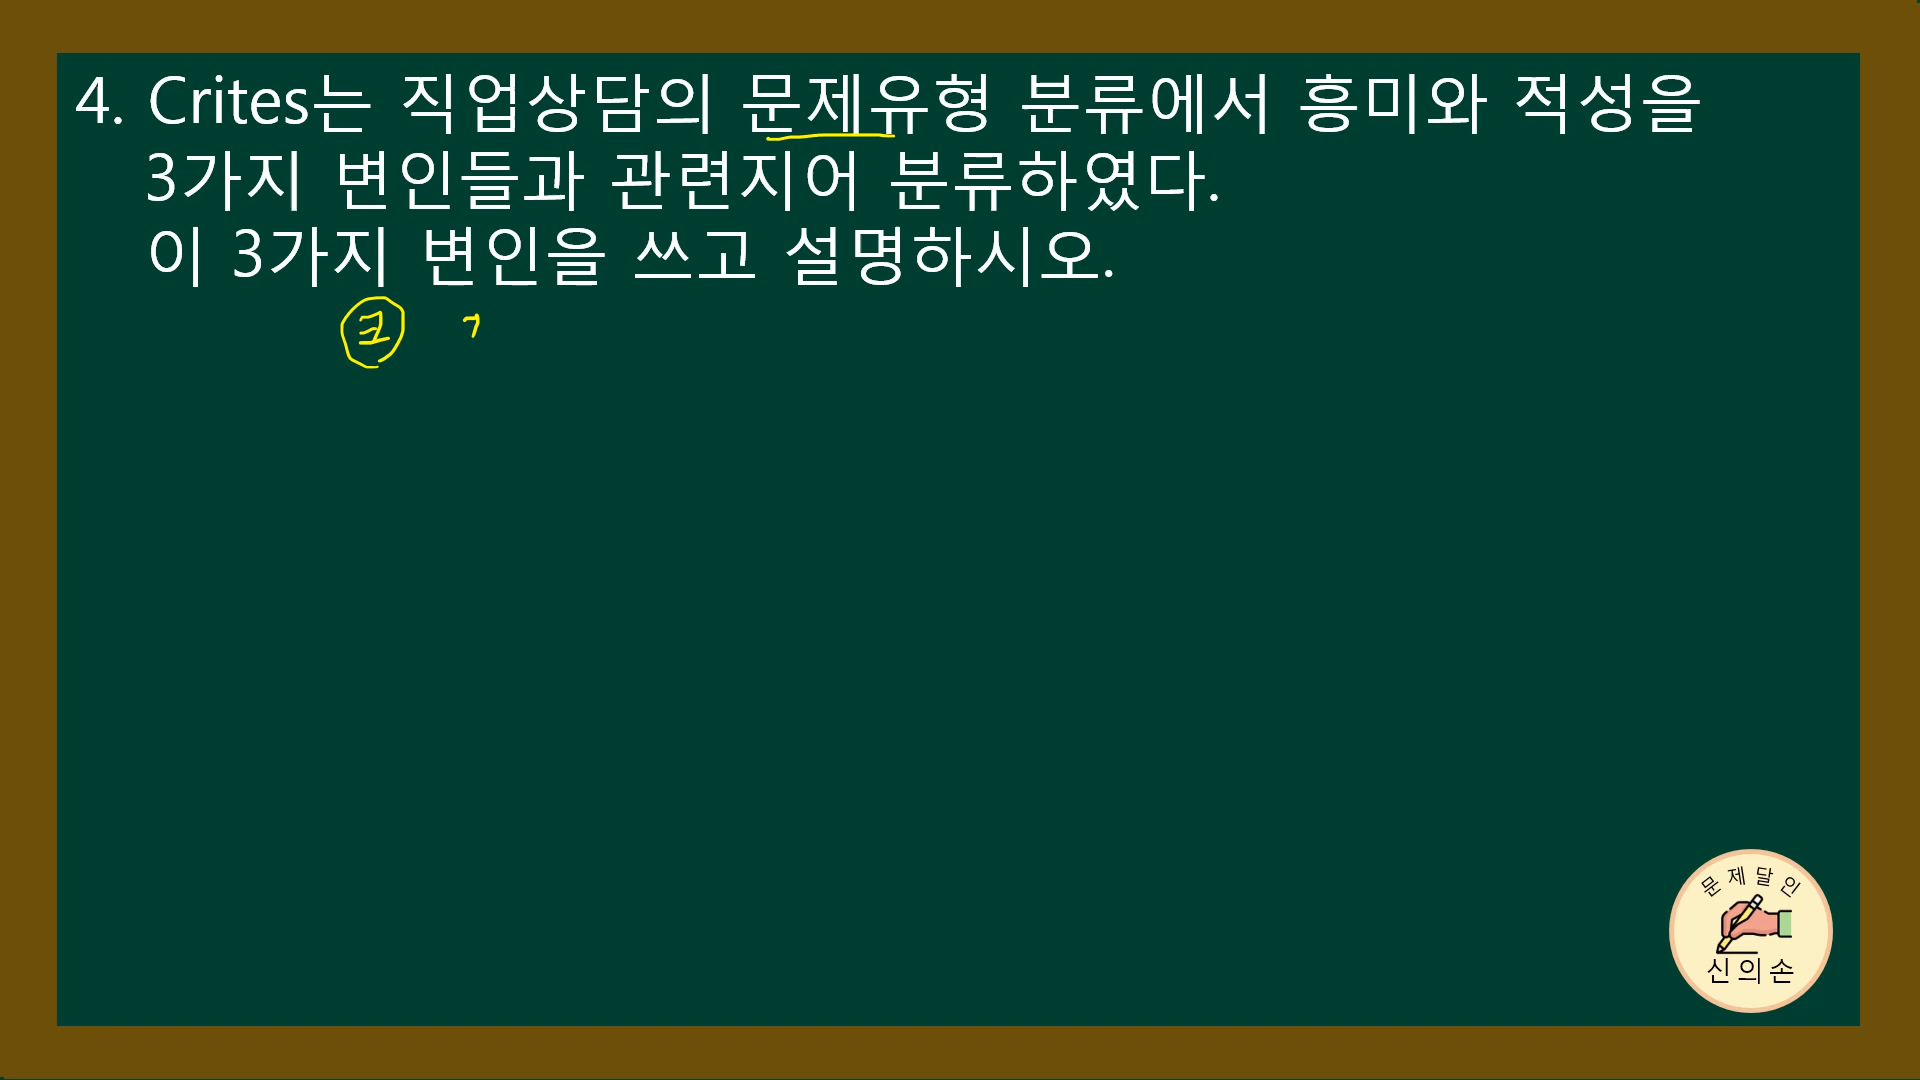 4. Crites는 직업상담의 문제유형 분류에서 흥미와 적성을
3가지 변인들과 관련지어 분류하였다.
이 3가지 변인을 쓰고 설명하시오.
크 ㄱ
문제달인
신의손